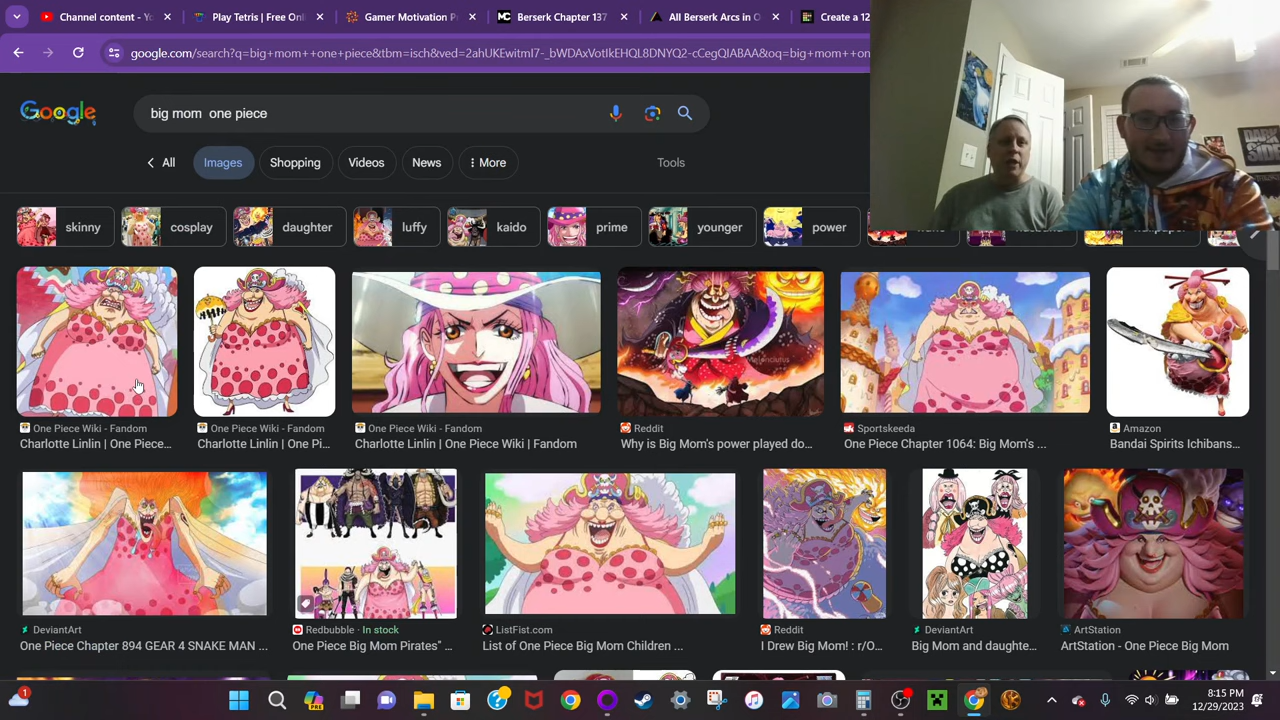 Channel content - Yo
Play Tetris | Free Onl
Gamer Motivation Pr
Berserk Chapter 137
All Berserk Arcs in O
Create a 12
google.com/search?q=big+mom++one+piece&tbm=isch&ved=2ahUKEwitmI7-_bWDAxVotIkEHQL8DNYQ2-cCegQIABAA&oq=big+mom++on
Google
big mom  one piece
All
Images
Shopping
Videos
News
More
Tools
DARK
SIDE
skinny
cosplay
daughter
luffy
kaido
prime
younger
power
One Piece Wiki - Fandom
Charlotte Linlin | One Piece...
One Piece Wiki - Fandom
Charlotte Linlin | One Pi...
One Piece Wiki - Fandom
Charlotte Linlin | One Piece Wiki | Fandom
Reddit
Why is Big Mom's power played do...
Sportskeeda
One Piece Chapter 1064: Big Mom's ...
Amazon
Bandai Spirits Ichibans...
DeviantArt
One Piece Chapter 894 GEAR 4 SNAKE MAN ...
Redbubble · In stock
One Piece Big Mom Pirates" ...
ListFist.com
List of One Piece Big Mom Children ...
Reddit
I Drew Big Mom! : r/O...
DeviantArt
Big Mom and daughte...
ArtStation
ArtStation - One Piece Big Mom
1
PRE
8:15 PM
12/29/2023